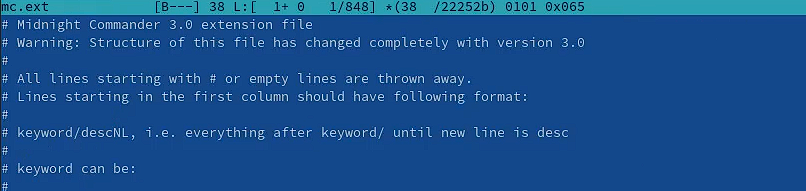 mc.ext [B---] 38 L:[ 1+ 0 1/848] *(38 /22252b) 0101 0x065
# Midnight Commander 3.0 extension file
# Warning: Structure of this file has changed completely with version 3.0
#
# All lines starting with # or empty lines are thrown away.
# Lines starting in the first column should have following format:
#
# keyword/descNL, i.e. everything after keyword/ until new line is desc
#
# keyword can be:
#